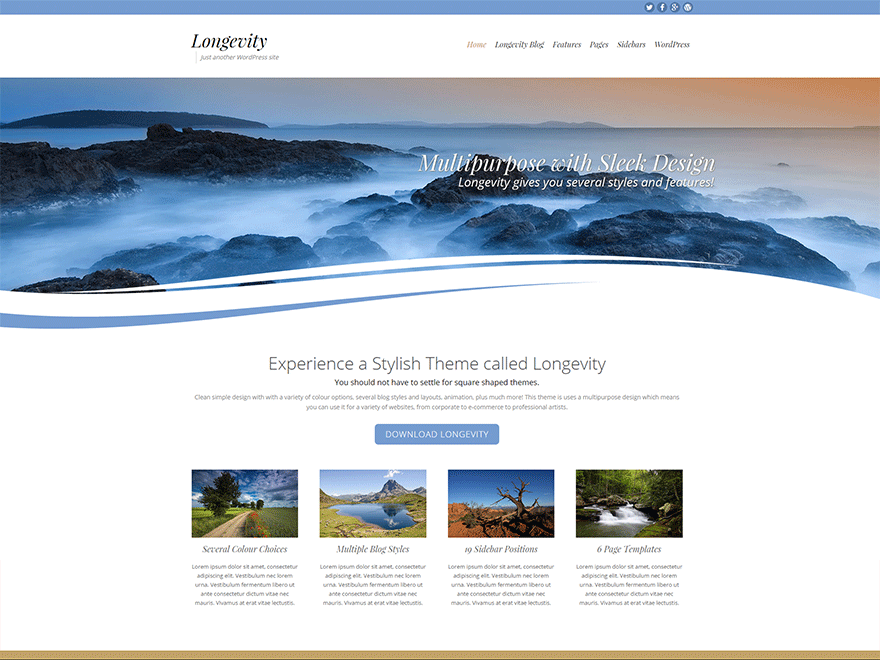 Longevity
Just another WordPress site
Home Longevity Blog Features Pages Sidebars WordPress
Multipurpose with Sleek Design
Longevity gives you several styles and features!
Experience a Stylish Theme called Longevity
You should not have to settle for square shaped themes.
Clean simple design with with a variety of colour options, several blog styles and layouts, animation, plus much more! This theme is uses a multipurpose design which means
you can use it for a variety of websites, from corporate to e-commerce to professional artists.
DOWNLOAD LONGEVITY
Several Colour Choices
Lorem ipsum dolor sit amet, consectetur
adipiscing elit. Vestibulum nec lorem
urna. Vestibulum fermentum libero ut
ante consectetur dictum vitae nec
mauris. Vivamus at erat vitae lectustis.
Multiple Blog Styles
Lorem ipsum dolor sit amet, consectetur
adipiscing elit. Vestibulum nec lorem
urna. Vestibulum fermentum libero ut
ante consectetur dictum vitae nec
mauris. Vivamus at erat vitae lectustis.
19 Sidebar Positions
Lorem ipsum dolor sit amet, consectetur
adipiscing elit. Vestibulum nec lorem
urna. Vestibulum fermentum libero ut
ante consectetur dictum vitae nec
mauris. Vivamus at erat vitae lectustis.
6 Page Templates
Lorem ipsum dolor sit amet, consectetur
adipiscing elit. Vestibulum nec lorem
urna. Vestibulum fermentum libero ut
ante consectetur dictum vitae nec
mauris. Vivamus at erat vitae lectustis.